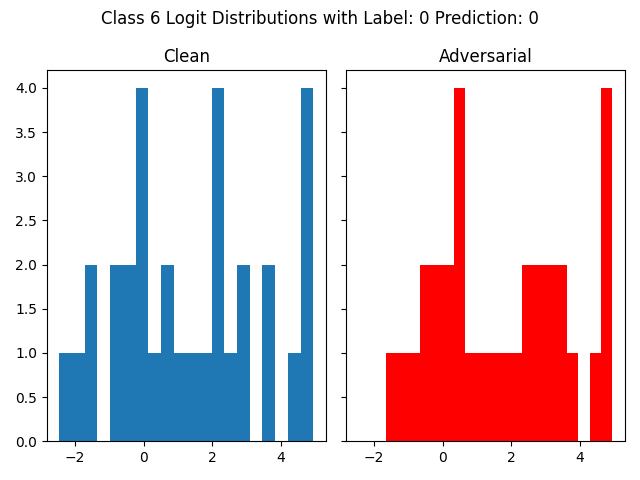 Class 6 Logit Distributions with Label: 0 Prediction: 0
Clean
Adversarial
4.0
3.5
3.0
2.5
2.0
1.5
1.0
0.5
0.0
−2 0 2 4
−2 0 2 4